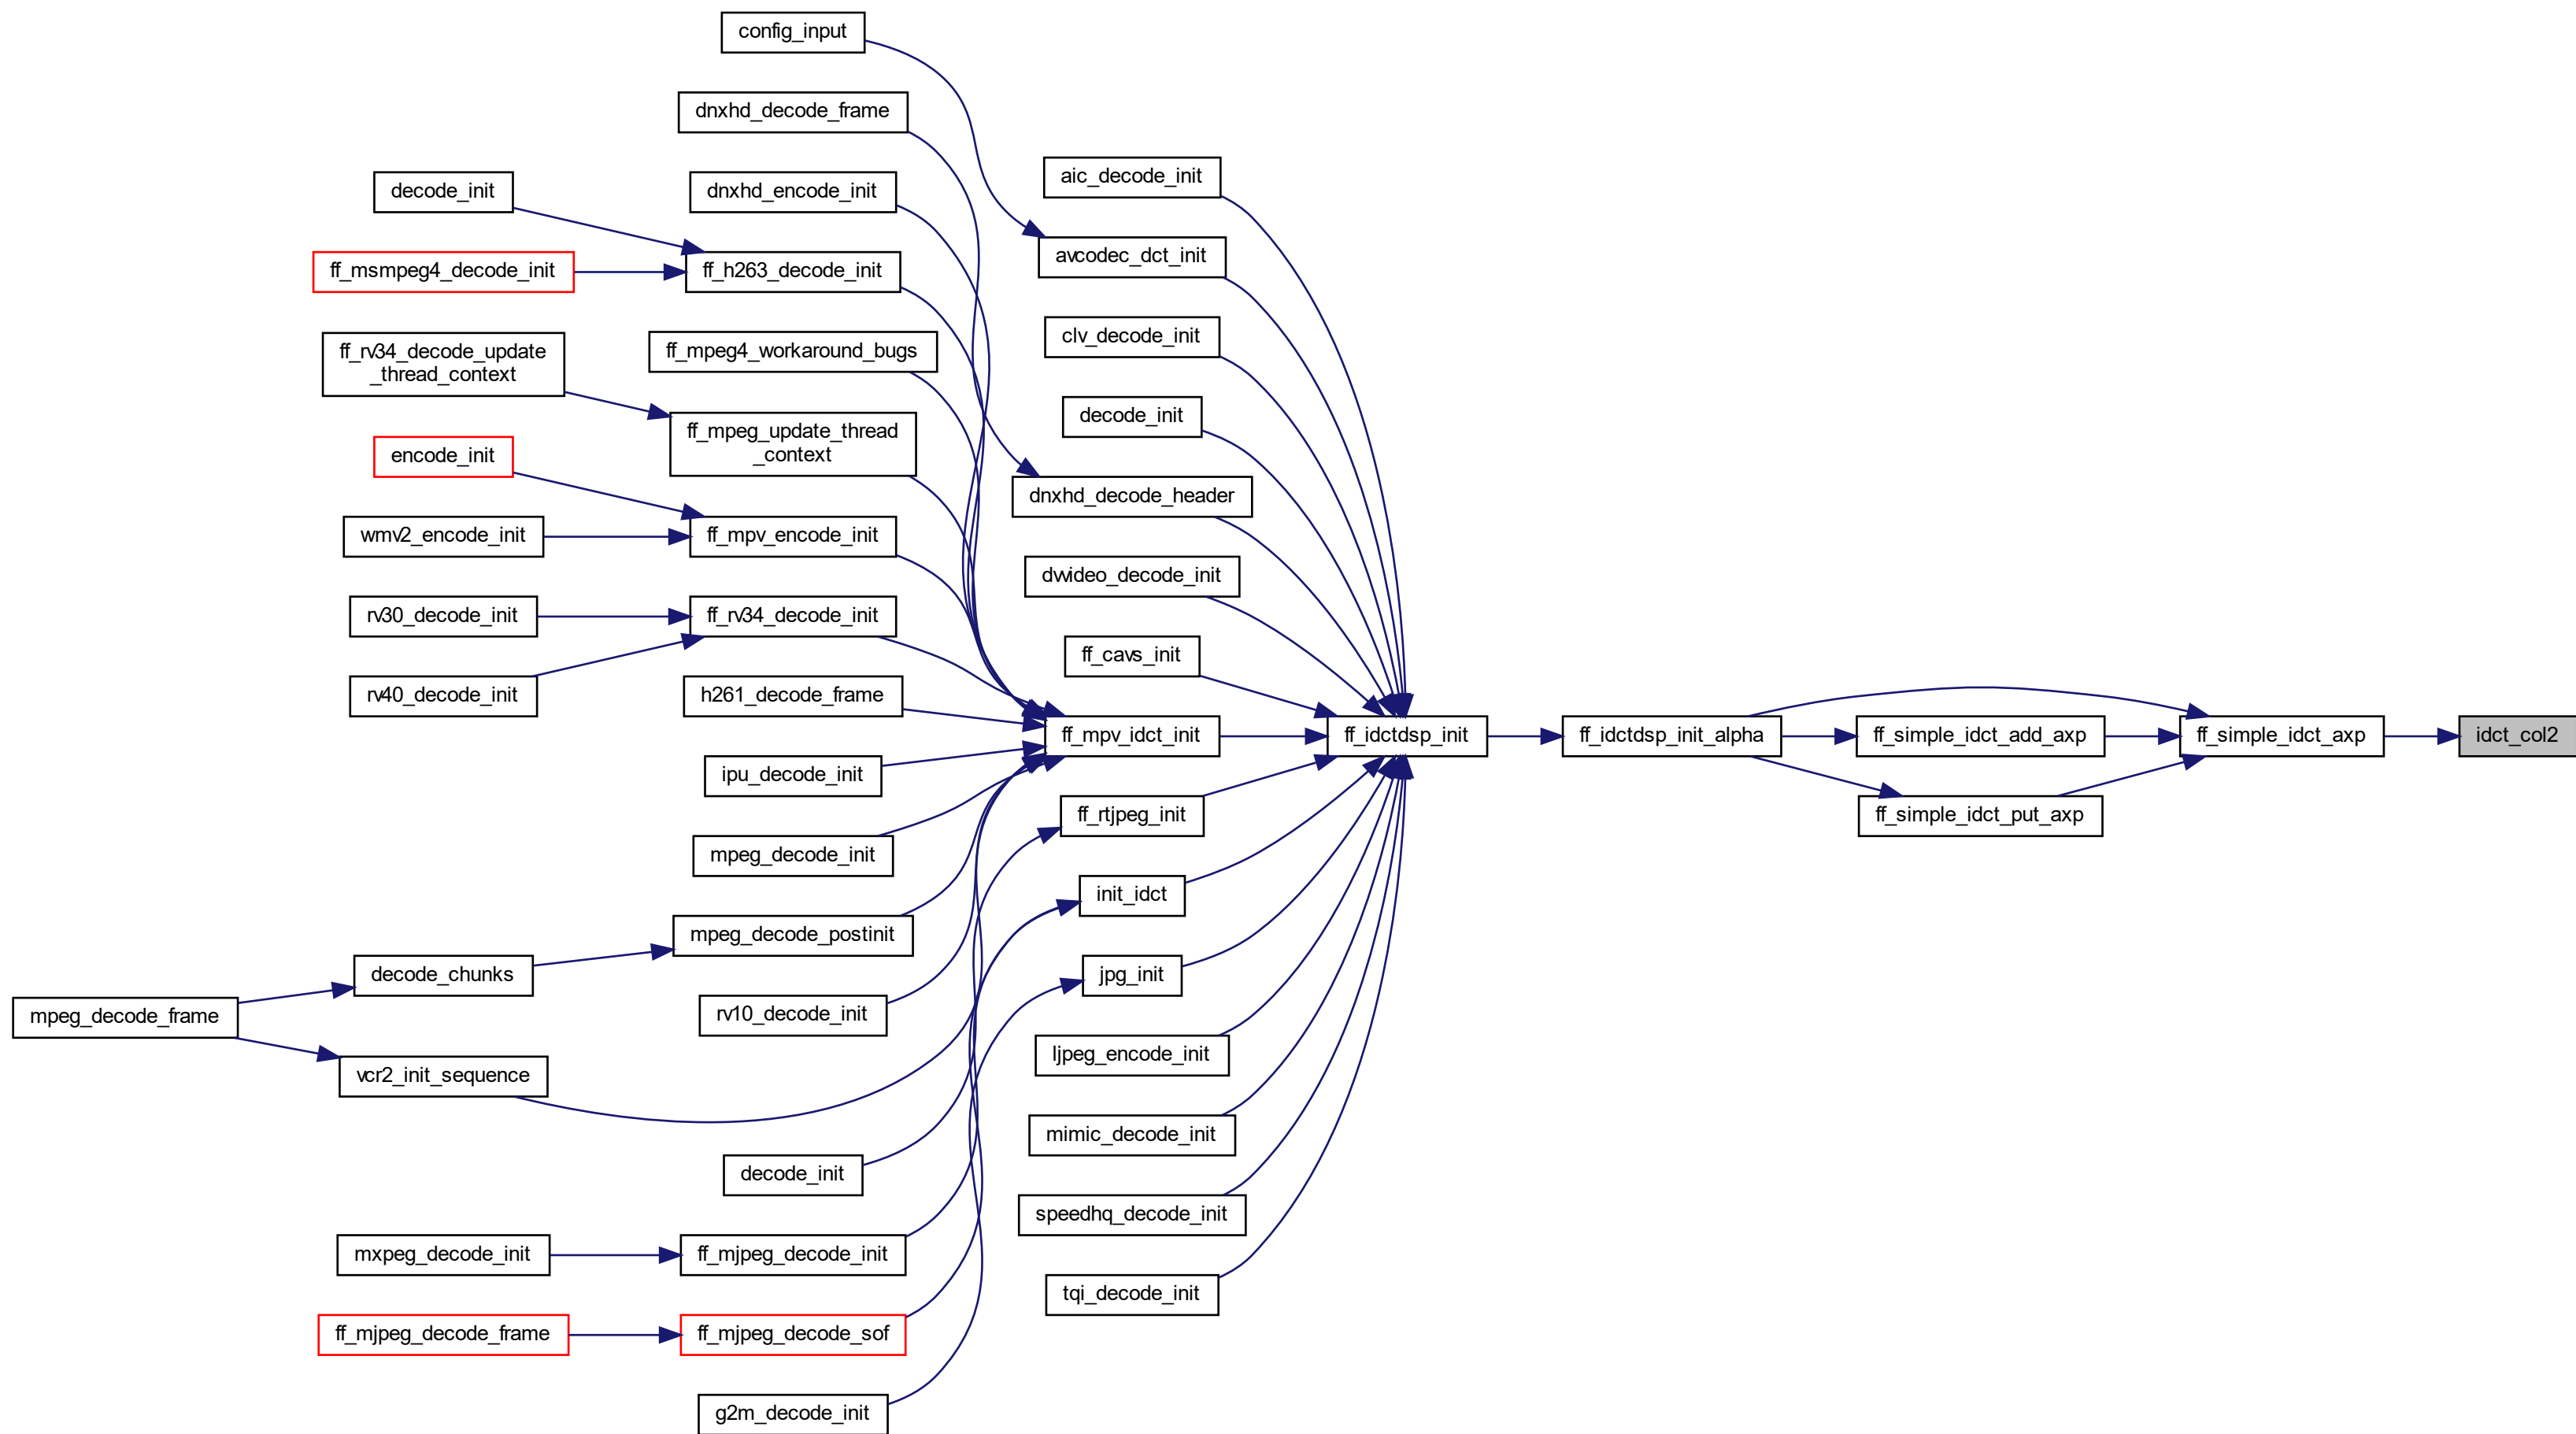 config_input
dnxhd_decode_frame
aic_decode_init
decode_init
dnxhd_encode_init
avcodec_dct_init
ff_msmpeg4_decode_init
ff_h263_decode_init
clv_decode_init
ff_rv34_decode_update
_thread_context
ff_mpeg4_workaround_bugs
decode_init
ff_mpeg_update_thread
_context
encode_init
dnxhd_decode_header
wmv2_encode_init
ff_mpv_encode_init
dwideo_decode_init
rv30_decode_init
ff_rv34_decode_init
ff_cavs_init
rv40_decode_init
h261_decode_frame
ff_mpv_idct_init
ff_idctdsp_init
ff_idctdsp_init_alpha
ff_simple_idct_add_axp
ff_simple_idct_axp
idct_col2
ipu_decode_init
ff_rtjpeg_init
ff_simple_idct_put_axp
mpeg_decode_init
init_idct
mpeg_decode_postinit
decode_chunks
jpg_init
mpeg_decode_frame
rv10_decode_init
ljpeg_encode_init
vcr2_init_sequence
mimic_decode_init
decode_init
speedhq_decode_init
mxpeg_decode_init
ff_mjpeg_decode_init
tqi_decode_init
ff_mjpeg_decode_frame
ff_mjpeg_decode_sof
g2m_decode_init